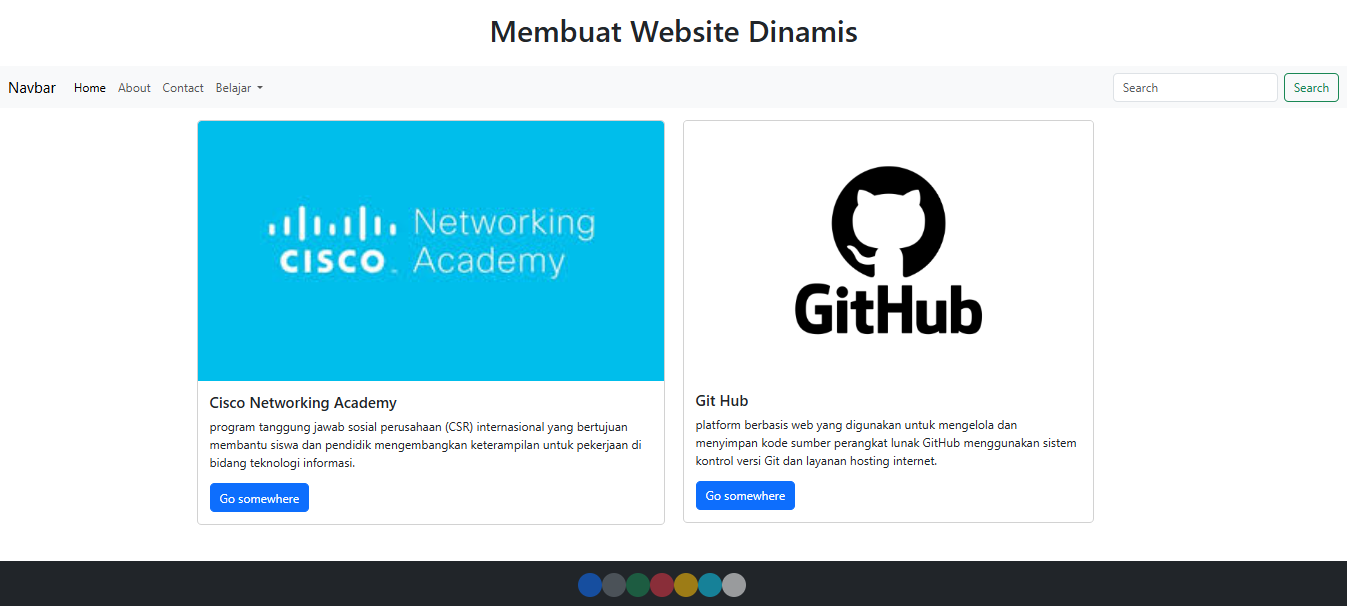 Membuat Website Dinamis
Navbar Home About Contact Belajar Search Search
CISCO Networking Academy
GitHub
Cisco Networking Academy
program tanggung jawab sosial perusahaan (CSR) internasional yang bertujuan
membantu siswa dan pendidik mengembangkan keterampilan untuk pekerjaan di
bidang teknologi informasi.
Go somewhere
Git Hub
platform berbasis web yang digunakan untuk mengelola dan
menyimpan kode sumber perangkat lunak GitHub menggunakan sistem
kontrol versi Git dan layanan hosting internet.
Go somewhere